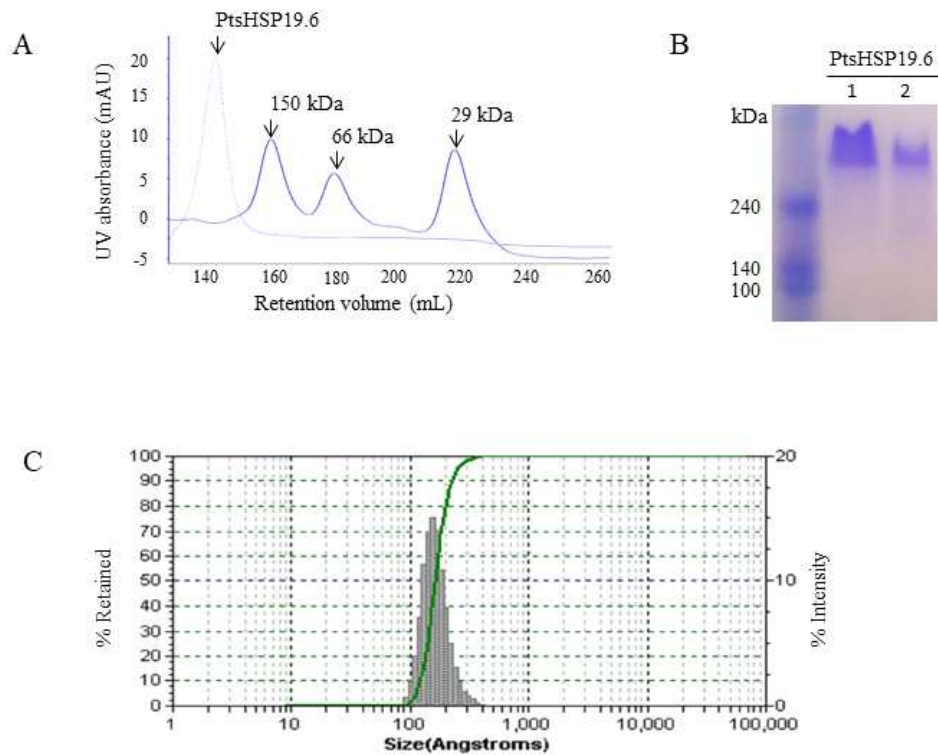 A
PtsHSP19.6
150 kDa
66 kDa
29 kDa
UV absorbance (mAU)
20
15
10
5
0
-5
140 160 180 200 220 240 260
Retention volume (mL)
B
PtsHSP19.6
1 2
kDa
240
140
100
C
% Retained
100
90
80
70
60
50
40
30
20
10
0
1 10 100 1,000 10,000 100,000
Size(Angstroms)
20
10
0
% Intensity